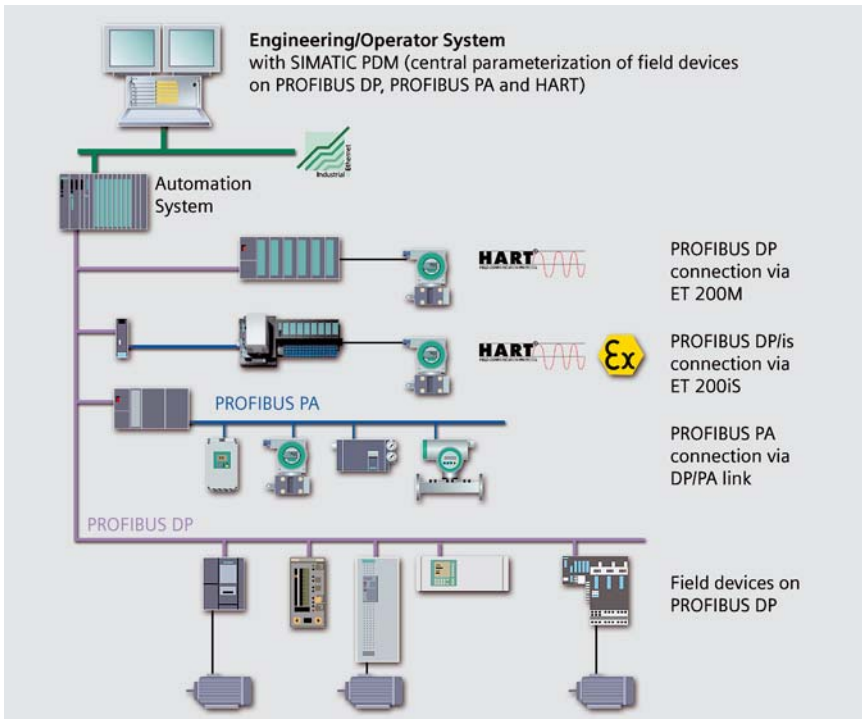 Engineering/Operator System
with SIMATIC PDM (central parameterization of field devices
on PROFIBUS DP, PROFIBUS PA and HART)
Industrial
Ethernet
Automation
System
HART
PROFIBUS DP
connection via
ET 200M
HART
Ex
PROFIBUS DP/is
connection via
ET 200iS
PROFIBUS PA
PROFIBUS PA
connection via
DP/PA link
PROFIBUS DP
Field devices on
PROFIBUS DP